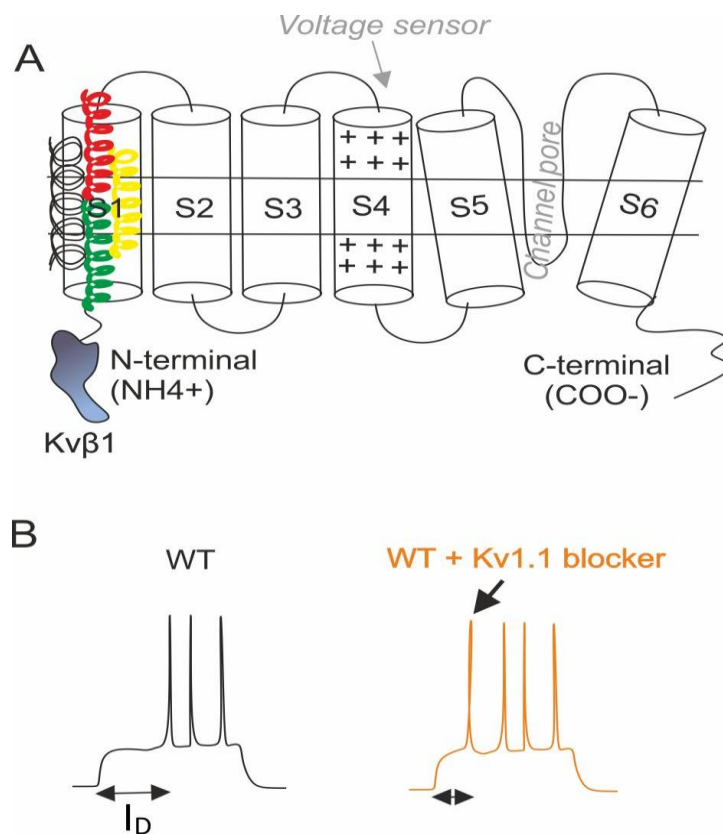 Voltage sensor
A
+ + +
+ + +
S1
S2
S3
S4
S5
Channel pore
S6
+ + +
+ + +
N-terminal
(NH4+)
Kvβ1
C-terminal
(COO-)
B
WT
WT + Kv1.1 blocker
I_D